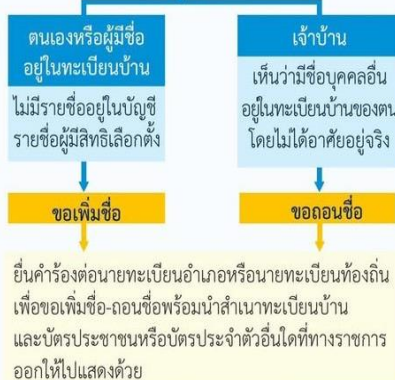 ตนเองหรือผู้มีชื่อ
อยู่ในทะเบียนบ้าน
ไม่มีรายชื่ออยู่ในบัญชี
รายชื่อผู้มีสิทธิเลือกตั้ง
ขอเพิ่มชื่อ
เจ้าบ้าน
เห็นว่ามีชื่อบุคคลอื่น
อยู่ในทะเบียนบ้านของตน
โดยไม่ได้อาศัยอยู่จริง
ขอถอนชื่อ
ยื่นคำร้องต่อนายทะเบียนอำเภอหรือนายทะเบียนท้องถิ่น
เพื่อขอเพิ่มชื่อ-ถอนชื่อพร้อมนำสำเนาทะเบียนบ้าน
และบัตรประชาชนหรือบัตรประจำตัวอื่นใดที่ทางราชการ
ออกให้ไปแสดงด้วย